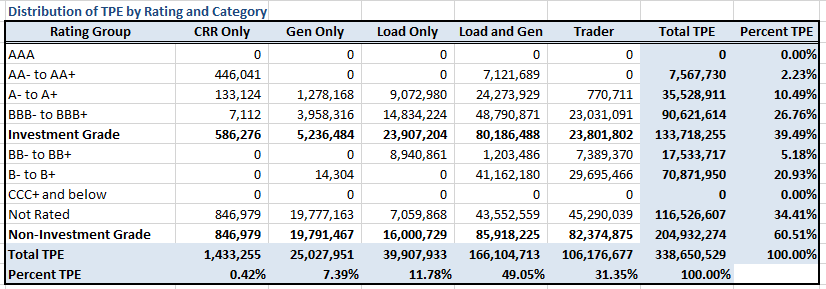 Distribution of TPE by Rating and Category
Rating Group CRR Only Gen Only Load Only Load and Gen Trader Total TPE Percent TPE
AAA 0 0 0 0 0 0 0.00%
AA- to AA+ 446,041 0 0 7,121,689 0 7,567,730 2.23%
A- to A+ 133,124 1,278,168 9,072,980 24,273,929 770,711 35,528,911 10.49%
BBB- to BBB+ 7,112 3,958,316 14,834,224 48,790,871 23,031,091 90,621,614 26.76%
Investment Grade 586,276 5,236,484 23,907,204 80,186,488 23,801,802 133,718,255 39.49%
BB- to BB+ 0 0 8,940,861 1,203,486 7,389,370 17,533,717 5.18%
B- to B+ 0 14,304 0 41,162,180 29,695,466 70,871,950 20.93%
CCC+ and below 0 0 0 0 0 0 0.00%
Not Rated 846,979 19,777,163 7,059,868 43,552,559 45,290,039 116,526,607 34.41%
Non-Investment Grade 846,979 19,791,467 16,000,729 85,918,225 82,374,875 204,932,274 60.51%
Total TPE 1,433,255 25,027,951 39,907,933 166,104,713 106,176,677 338,650,529 100.00%
Percent TPE 0.42% 7.39% 11.78% 49.05% 31.35% 100.00%